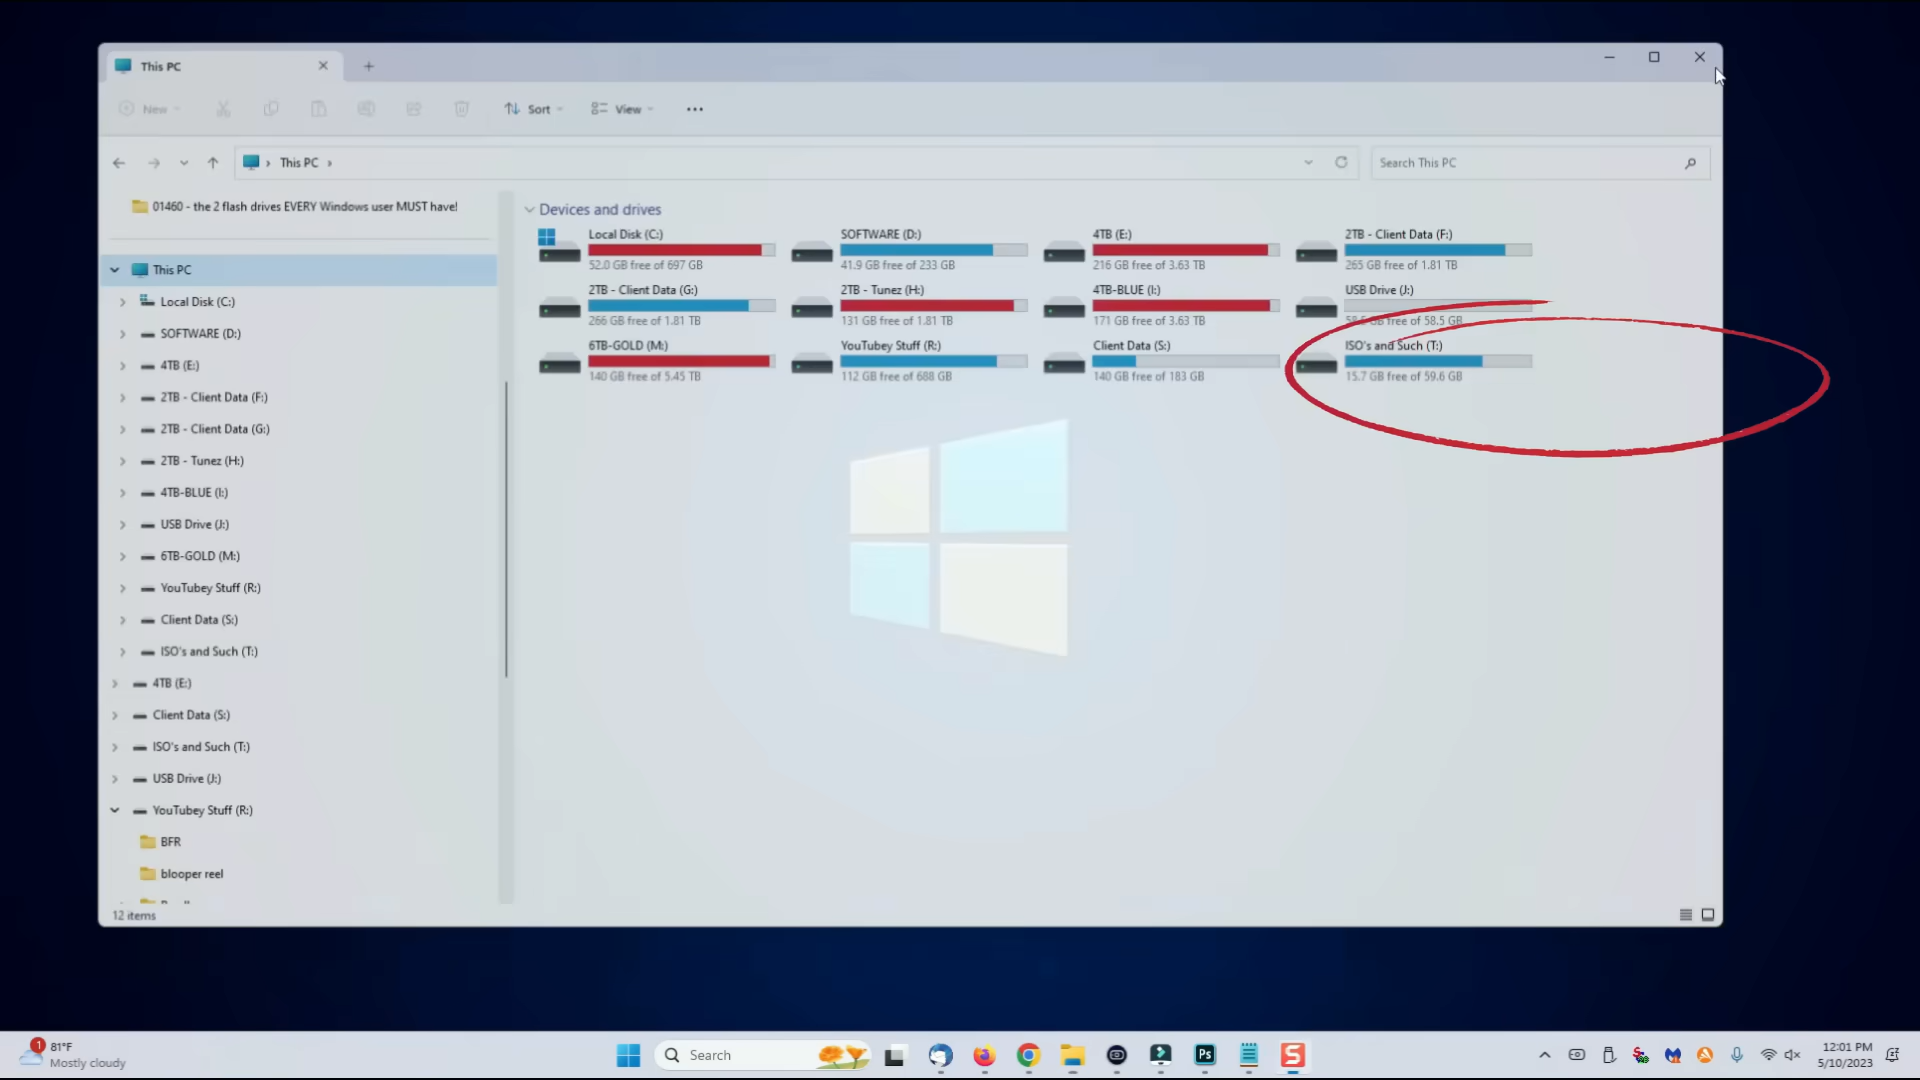 This PC
New
Sort
View
This PC
Search This PC
01460 - the 2 flash drives EVERY Windows user MUST have!
This PC
Local Disk (C:)
SOFTWARE (D:)
4TB (E:)
2TB - Client Data (F:)
2TB - Client Data (G:)
2TB - Tunez (H:)
4TB-BLUE (I:)
USB Drive (J:)
6TB-GOLD (M:)
YouTubey Stuff (R:)
Client Data (S:)
ISO's and Such (T:)
4TB (E:)
Client Data (S:)
ISO's and Such (T:)
USB Drive (J:)
YouTubey Stuff (R:)
BFR
blooper reel
12 items
Devices and drives
Local Disk (C:)
52.0 GB free of 697 GB
SOFTWARE (D:)
41.9 GB free of 233 GB
4TB (E:)
216 GB free of 3.63 TB
2TB - Client Data (F:)
265 GB free of 1.81 TB
2TB - Client Data (G:)
266 GB free of 1.81 TB
2TB - Tunez (H:)
131 GB free of 1.81 TB
4TB-BLUE (I:)
171 GB free of 3.63 TB
USB Drive (J:)
58.5 GB free of 58.5 GB
6TB-GOLD (M:)
140 GB free of 5.45 TB
YouTubey Stuff (R:)
112 GB free of 688 GB
Client Data (S:)
140 GB free of 183 GB
ISO's and Such (T:)
15.7 GB free of 59.6 GB
1
81°F
Mostly cloudy
Search
Ps
S
12:01 PM
5/10/2023